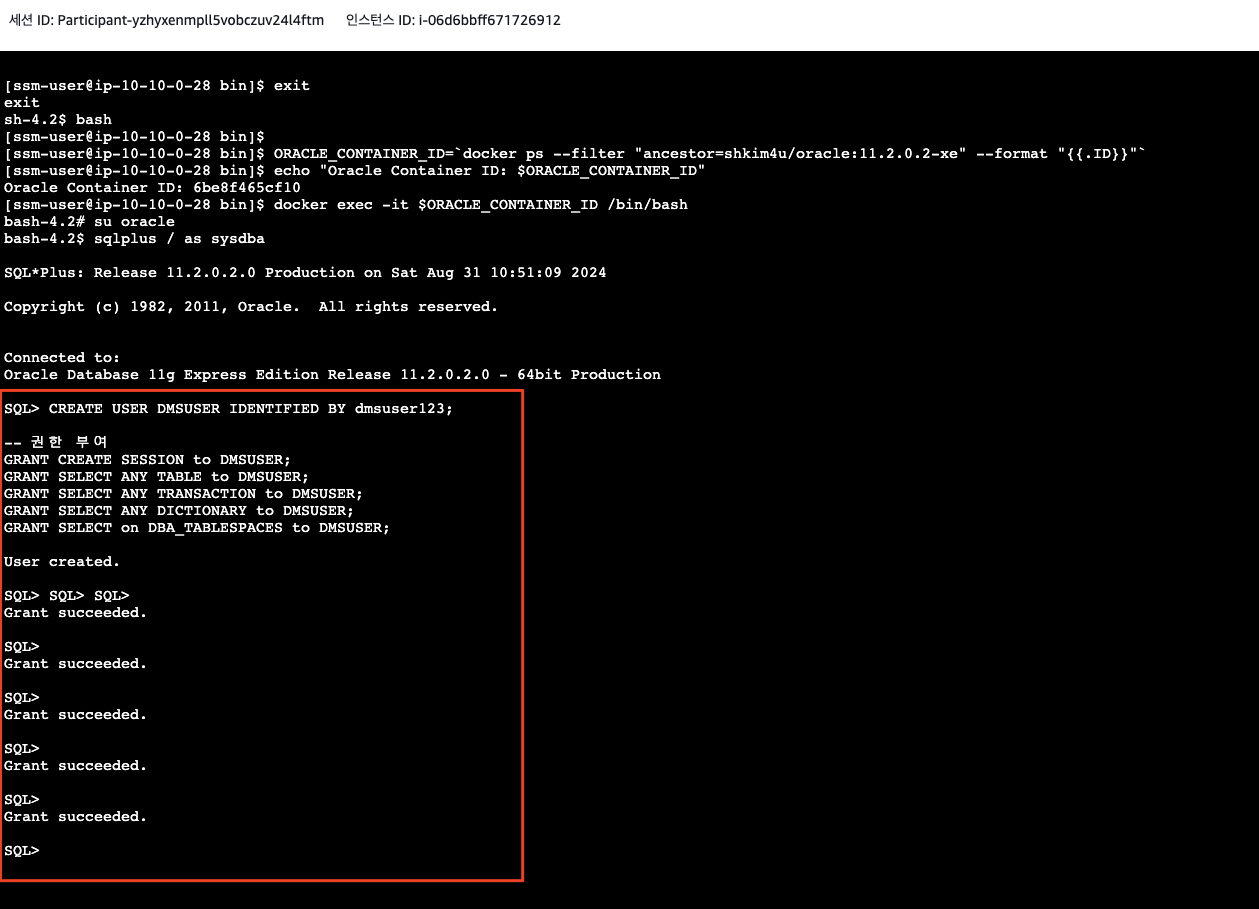 세션 ID: Participant-yzhyxenmpll5vobczuv24l4ftm 인스턴스 ID: i-06d6bbff671726912
[ssm-user@ip-10-10-0-28 bin]$ exit
exit
sh-4.2$ bash
[ssm-user@ip-10-10-0-28 bin]$
[ssm-user@ip-10-10-0-28 bin]$ ORACLE_CONTAINER_ID=`docker ps --filter "ancestor=shkim4u/oracle:11.2.0.2-xe" --format "{{.ID}}"`
[ssm-user@ip-10-10-0-28 bin]$ echo "Oracle Container ID: $ORACLE_CONTAINER_ID"
Oracle Container ID: 6be8f465cf10
[ssm-user@ip-10-10-0-28 bin]$ docker exec -it $ORACLE_CONTAINER_ID /bin/bash
bash-4.2# su oracle
bash-4.2$ sqlplus / as sysdba
SQL*Plus: Release 11.2.0.2.0 Production on Sat Aug 31 10:51:09 2024
Copyright (c) 1982, 2011, Oracle.  All rights reserved.
Connected to:
Oracle Database 11g Express Edition Release 11.2.0.2.0 - 64bit Production
SQL> CREATE USER DMSUSER IDENTIFIED BY dmsuser123;
-- 권한 부여
GRANT CREATE SESSION to DMSUSER;
GRANT SELECT ANY TABLE to DMSUSER;
GRANT SELECT ANY TRANSACTION to DMSUSER;
GRANT SELECT ANY DICTIONARY to DMSUSER;
GRANT SELECT on DBA_TABLESPACES to DMSUSER;
User created.
SQL> SQL> SQL>
Grant succeeded.
SQL>
Grant succeeded.
SQL>
Grant succeeded.
SQL>
Grant succeeded.
SQL>
Grant succeeded.
SQL>